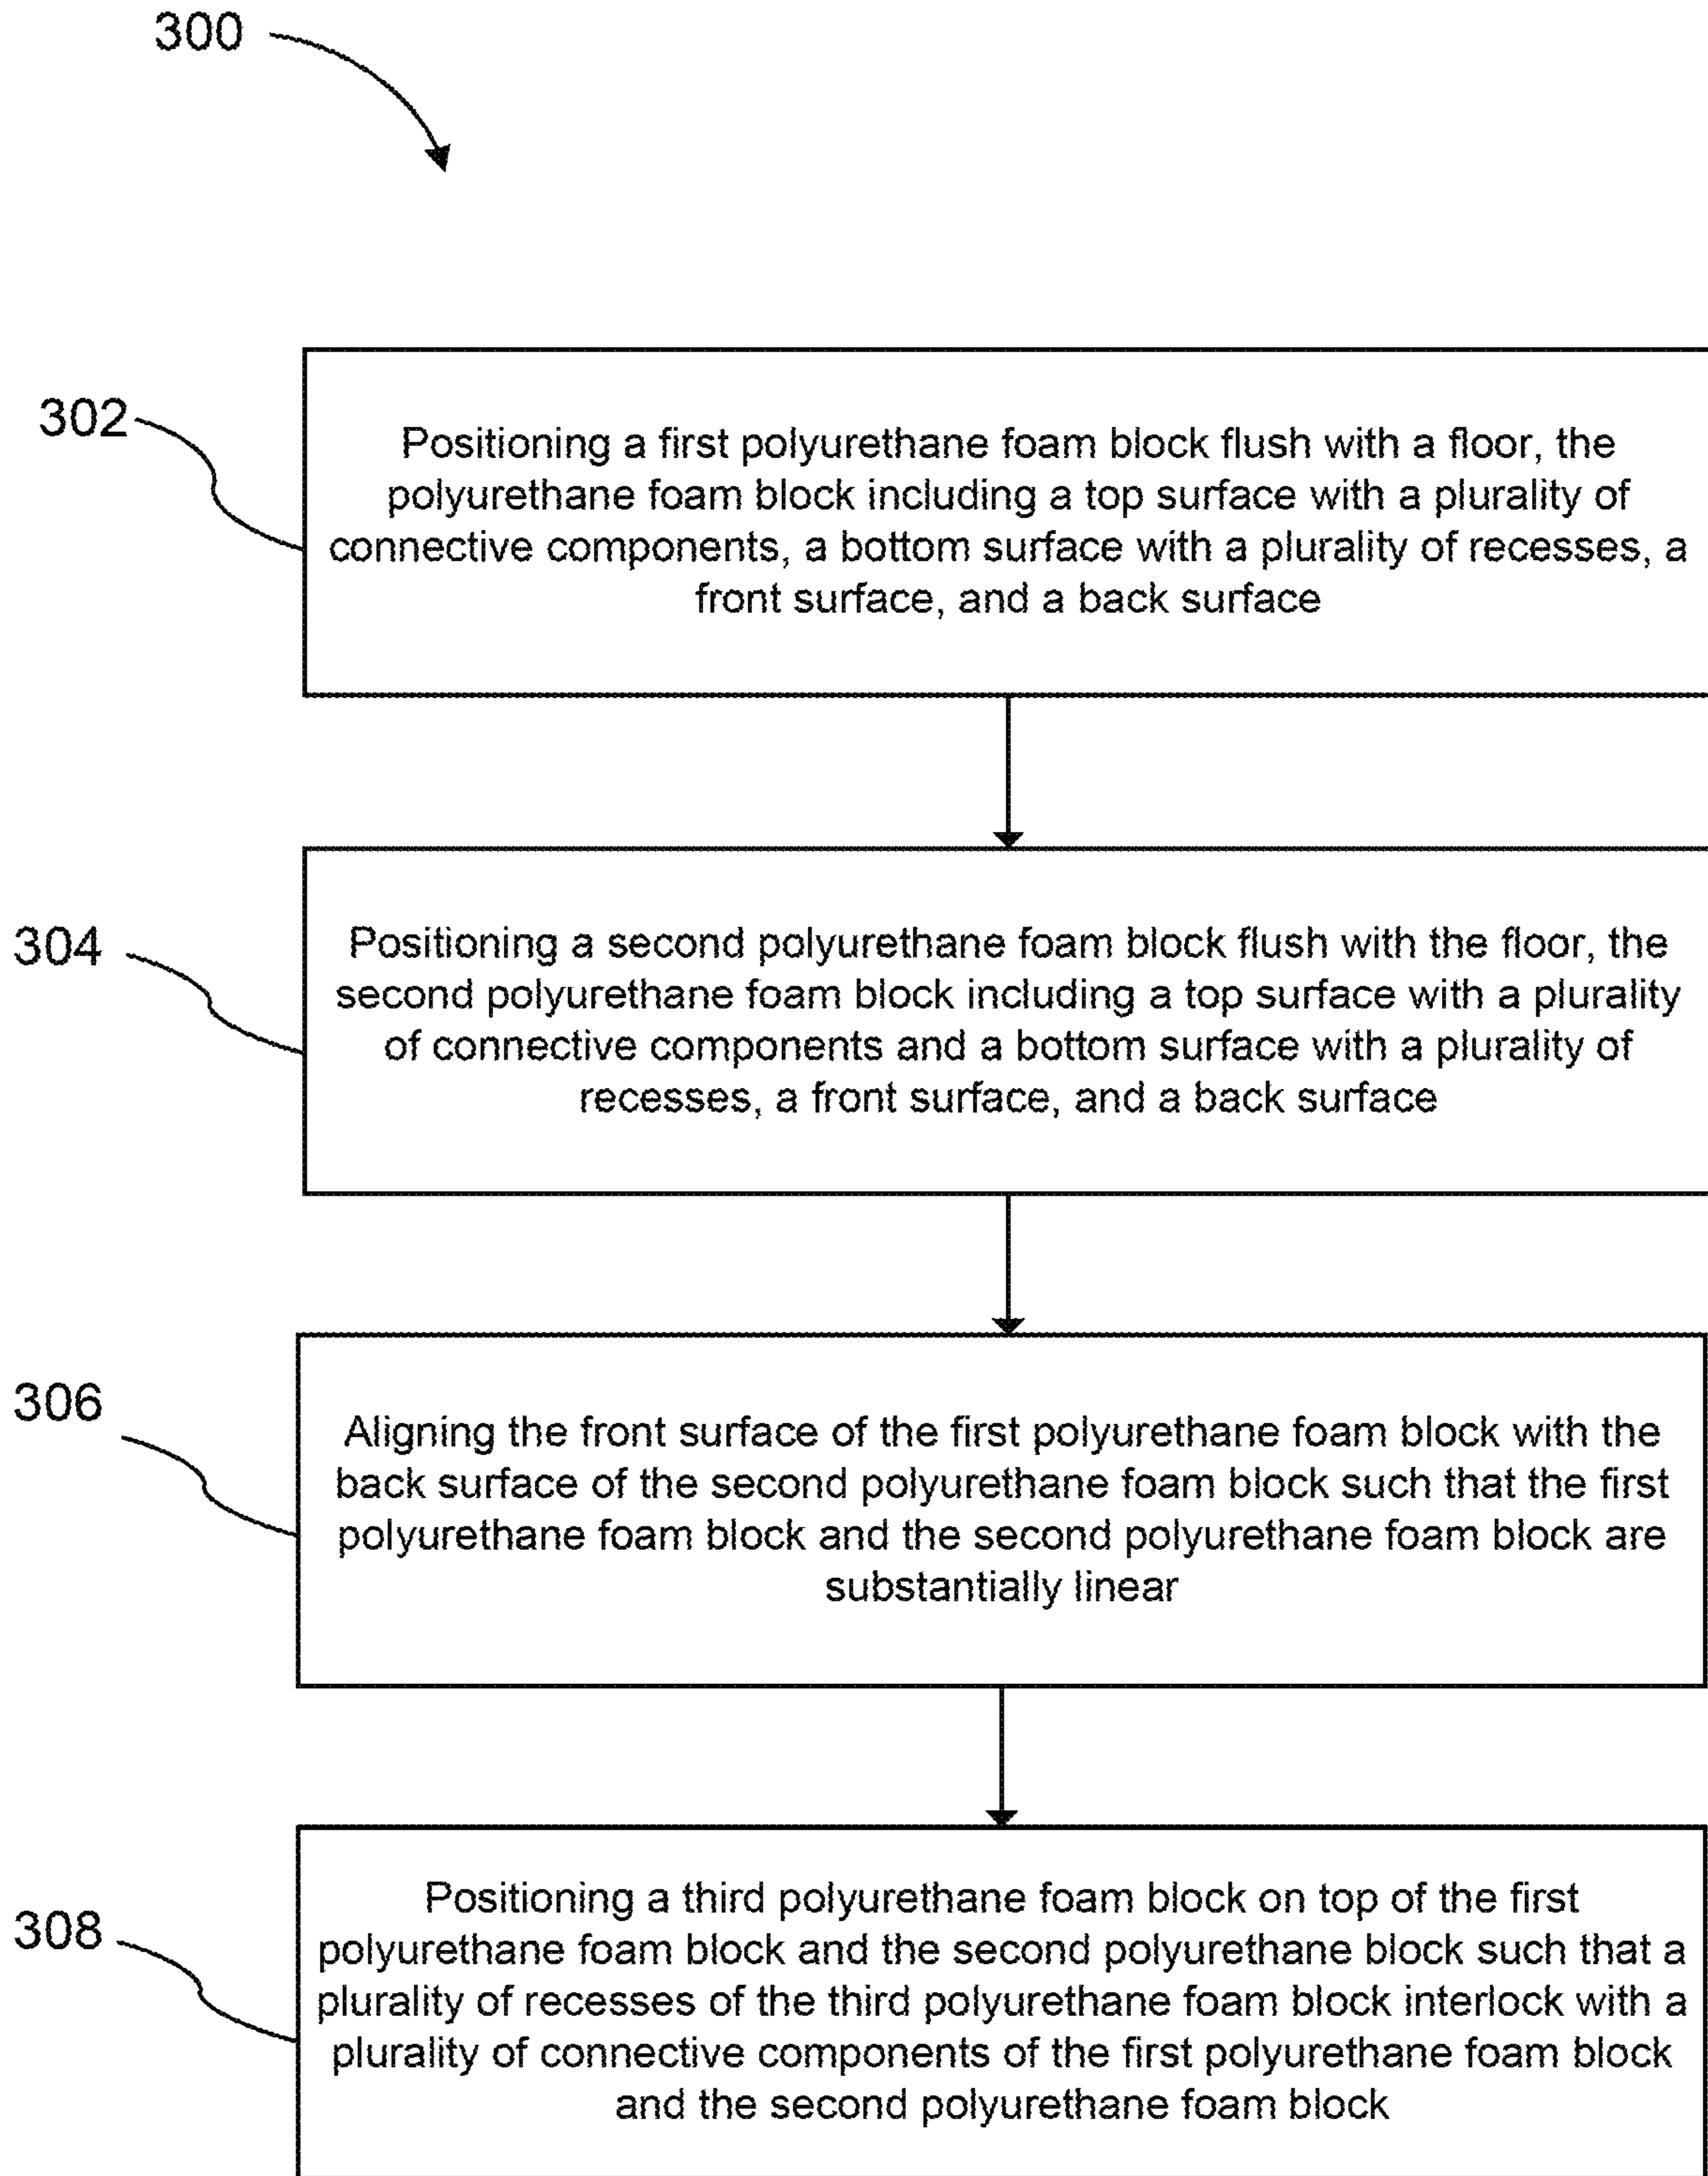 300
302
Positioning a first polyurethane foam block flush with a floor, the
polyurethane foam block including a top surface with a plurality of
connective components, a bottom surface with a plurality of recesses, a
front surface, and a back surface
304
Positioning a second polyurethane foam block flush with the floor, the
second polyurethane foam block including a top surface with a plurality
of connective components and a bottom surface with a plurality of
recesses, a front surface, and a back surface
306
Aligning the front surface of the first polyurethane foam block with the
back surface of the second polyurethane foam block such that the first
polyurethane foam block and the second polyurethane foam block are
substantially linear
308
Positioning a third polyurethane foam block on top of the first
polyurethane foam block and the second polyurethane block such that a
plurality of recesses of the third polyurethane foam block interlock with a
plurality of connective components of the first polyurethane foam block
and the second polyurethane foam block